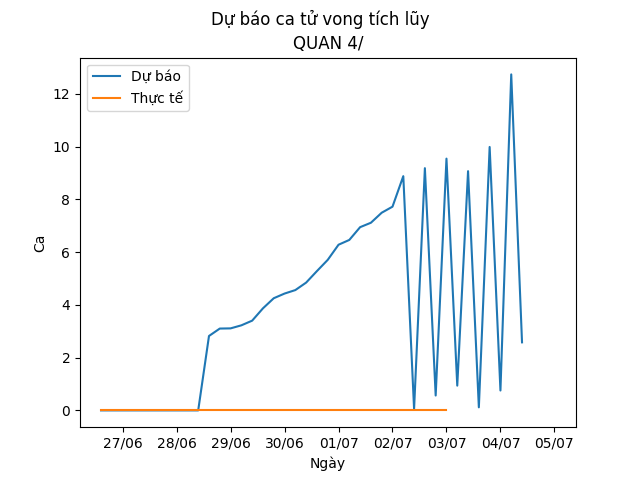 Dự báo ca tử vong tích lũy
QUAN 4/
Dự báo
Thực tế
12
10
8
6
4
2
0
Ca
27/06 28/06 29/06 30/06 01/07 02/07 03/07 04/07 05/07
Ngày